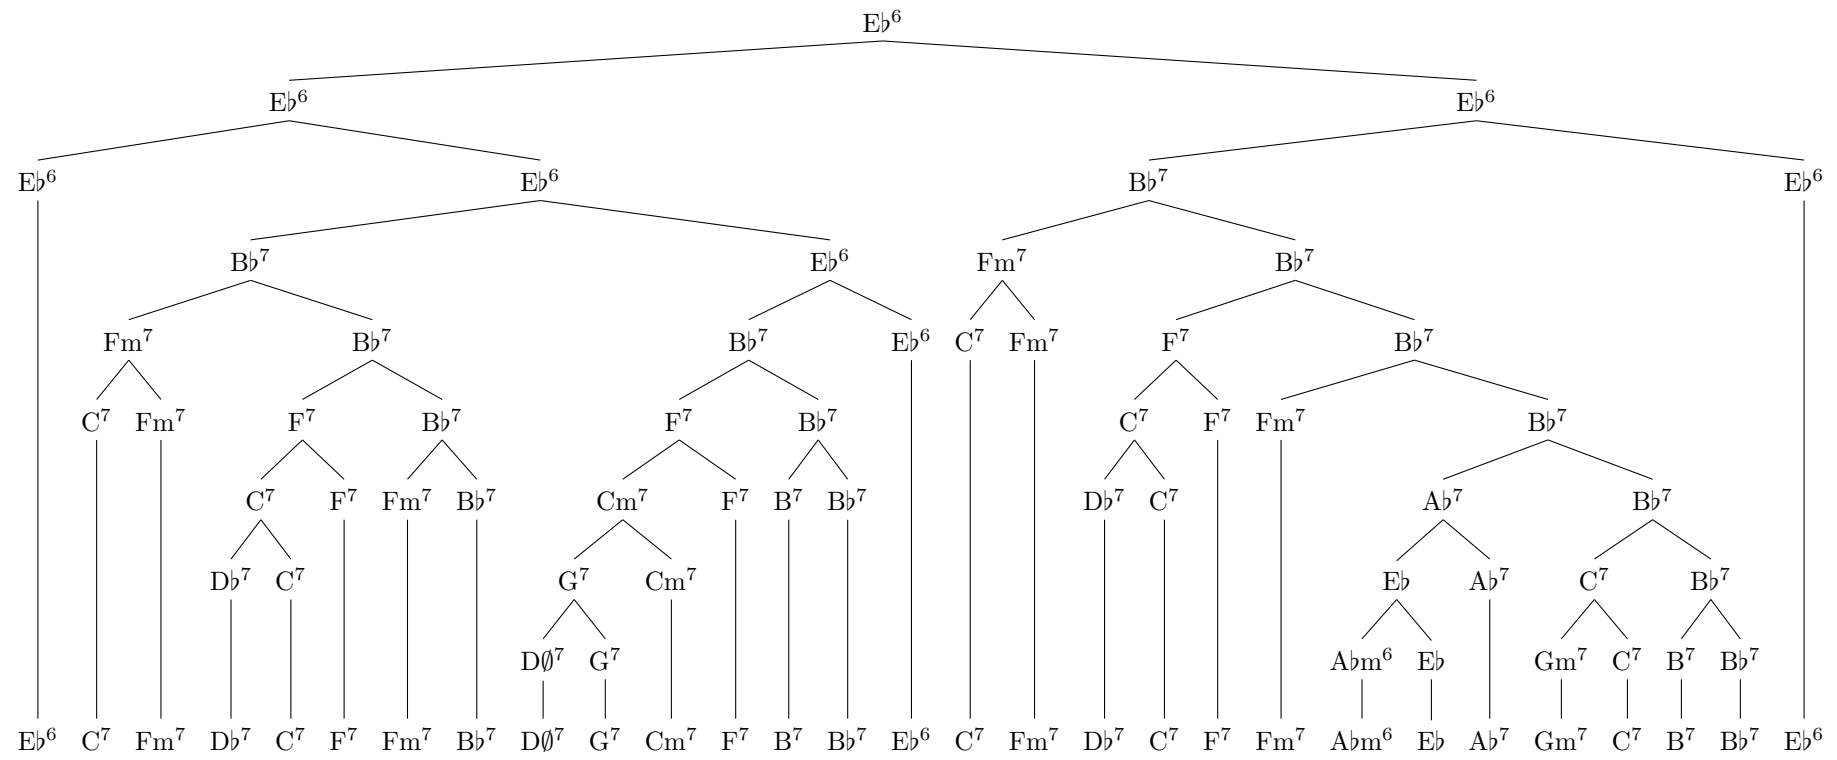 E♭6
E♭6 E♭6
E♭6 E♭6 B♭7 E♭6
B♭7 E♭6 Fm7 B♭7
Fm7 B♭7 B♭7 E♭6 C7 Fm7 F7 B♭7
C7 Fm7 F7 B♭7 F7 B♭7 C7 F7 Fm7 B♭7
C7 F7 Fm7 B♭7 Cm7 F7 B7 B♭7 D♭7 C7 A♭7 B♭7
D♭7 C7 G7 Cm7 E♭ A♭7 C7 B♭7
D∅7 G7 A♭m6 E♭ Gm7 C7 B7 B♭7
E♭6 C7 Fm7 D♭7 C7 F7 Fm7 B♭7 D∅7 G7 Cm7 F7 B7 B♭7 E♭6 C7 Fm7 D♭7 C7 F7 Fm7 A♭m6 E♭ A♭7 Gm7 C7 B7 B♭7 E♭6